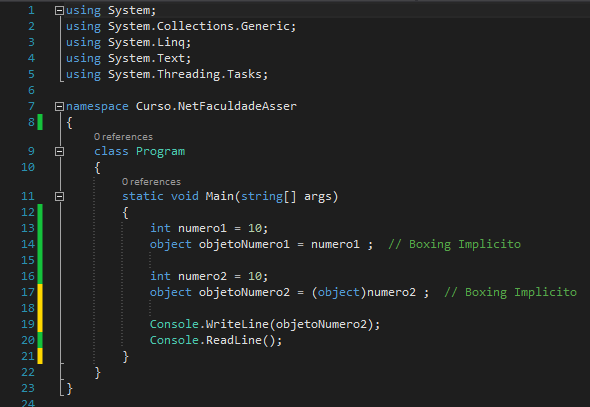 1 using System;
2 using System.Collections.Generic;
3 using System.Linq;
4 using System.Text;
5 using System.Threading.Tasks;
6
7 namespace Curso.NetFaculdadeAsser
8 {
0 references
9 class Program
10 {
0 references
11 static void Main(string[] args)
12 {
13 int numero1 = 10;
14 object objetoNumero1 = numero1 ;  // Boxing Implicito
15
16 int numero2 = 10;
17 object objetoNumero2 = (object)numero2 ;  // Boxing Implicito
18
19 Console.WriteLine(objetoNumero2);
20 Console.ReadLine();
21 }
22 }
23 }
24